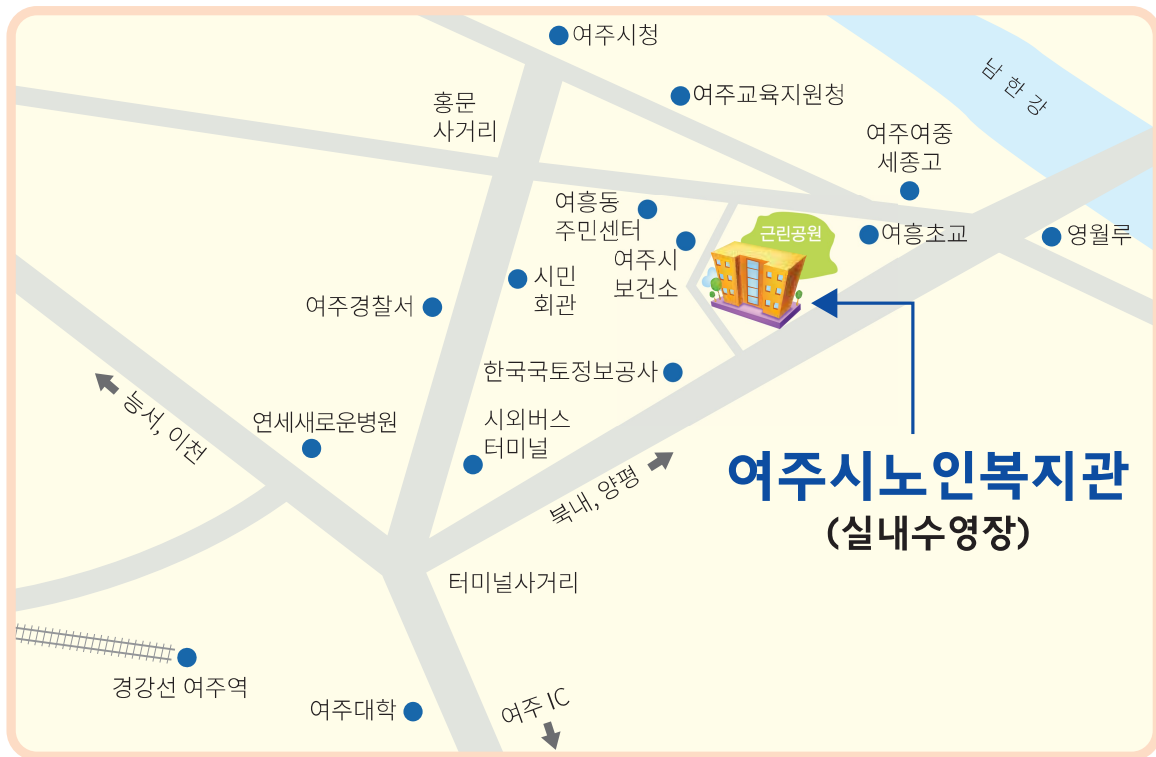 여주시청
남한강
여주교육지원청
홍문
사거리
여주여중
세종고
여흥동
주민센터
근린공원
여흥초교
영월루
여주시
보건소
시민
회관
여주경찰서
한국국토정보공사
능서, 이천
연세새로운병원
시외버스
터미널
북내, 양평
여주시노인복지관
(실내수영장)
터미널사거리
경강선 여주역
여주대학
여주 IC